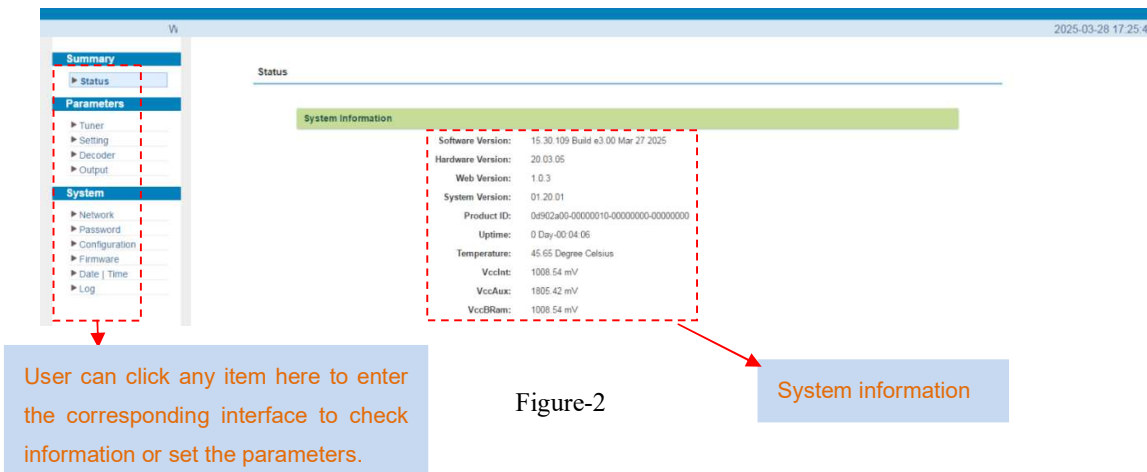 W
2025-03-28 17:25:4
Summary
Status
Parameters
Tuner
Setting
Decoder
Output
System
Network
Password
Configuration
Firmware
Date | Time
Log
Status
System Information
Software Version: 15.30.109 Build e3.00 Mar 27 2025
Hardware Version: 20.03.05
Web Version: 1.0.3
System Version: 01.20.01
Product ID: 0d902a00-00000010-00000000-00000000
Uptime: 0 Day-00:04:06
Temperature: 45.65 Degree Celsius
VccInt: 1008.54 mV
VccAux: 1805.42 mV
VccBRam: 1008.54 mV
User can click any item here to enter
the corresponding interface to check
information or set the parameters.
Figure-2
System information